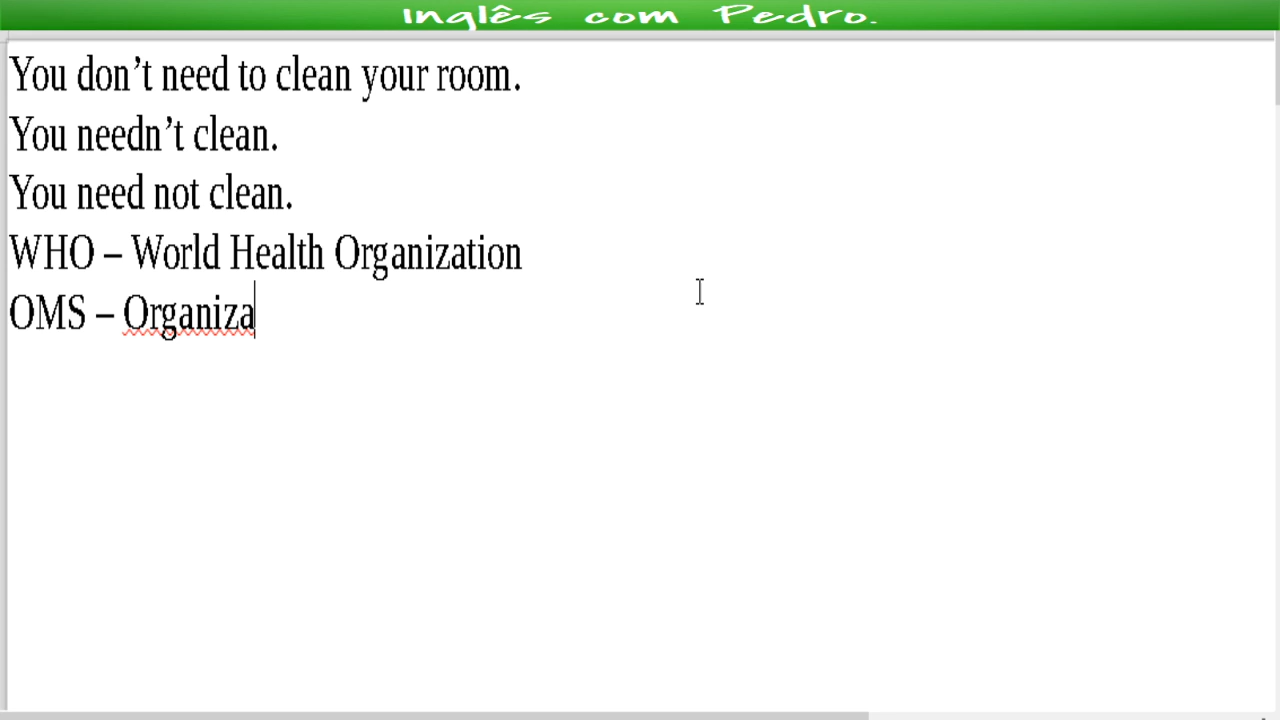 Inglês com Pedro.
You don’t need to clean your room.
You needn’t clean.
You need not clean.
WHO – World Health Organization
OMS – Organiza